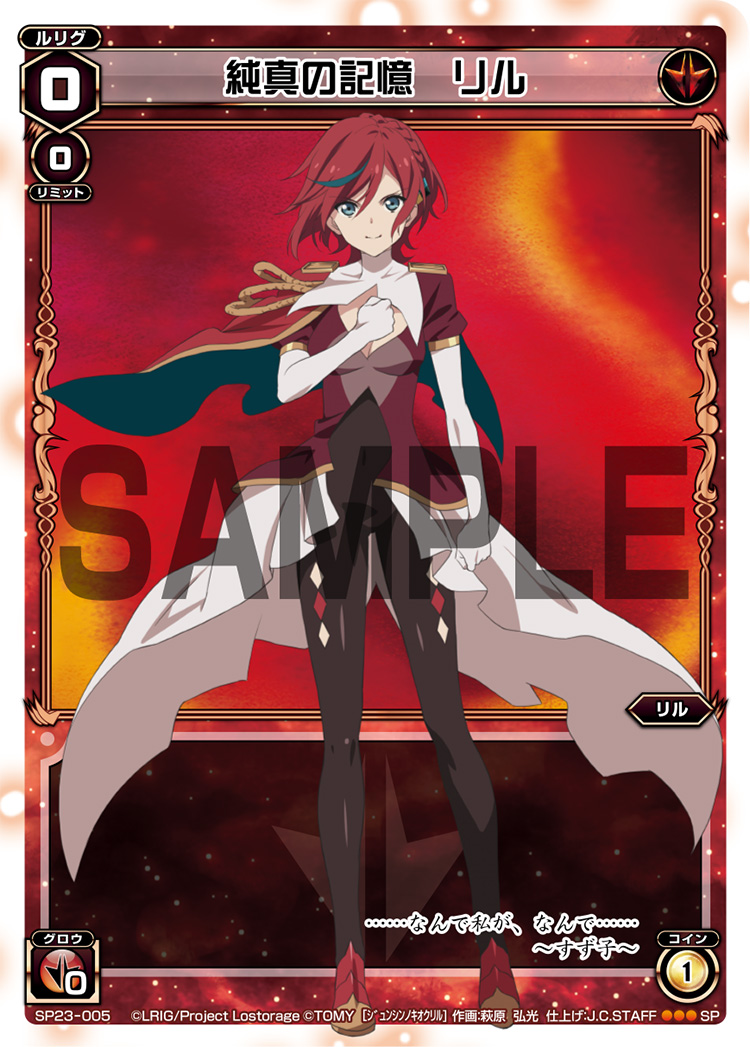 ルリグ
0
純真の記憶 リル
0
リミット
SAMPLE
リル
……なんで私が、なんで……
～すず子～
グロウ
0
コイン
1
SP23-005 ©LRIG/Project Lostorage ©TOMY [ジュンシンノキオクリル] 作画:萩原 弘光 仕上げ:J.C.STAFF SP